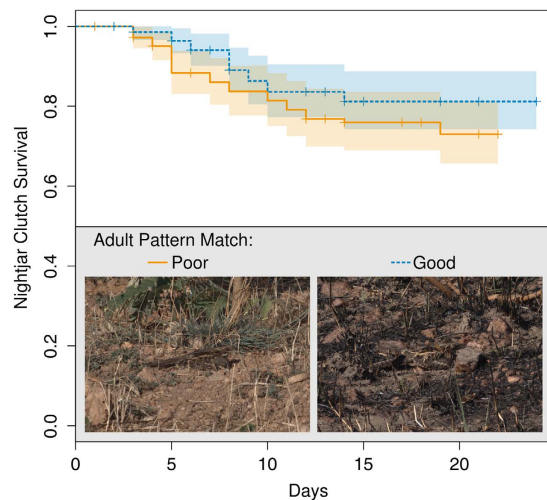 1.0
0.8
0.6
0.4
0.2
0.0
Nightjar Clutch Survival
Adult Pattern Match:
Poor Good
0 5 10 15 20
Days